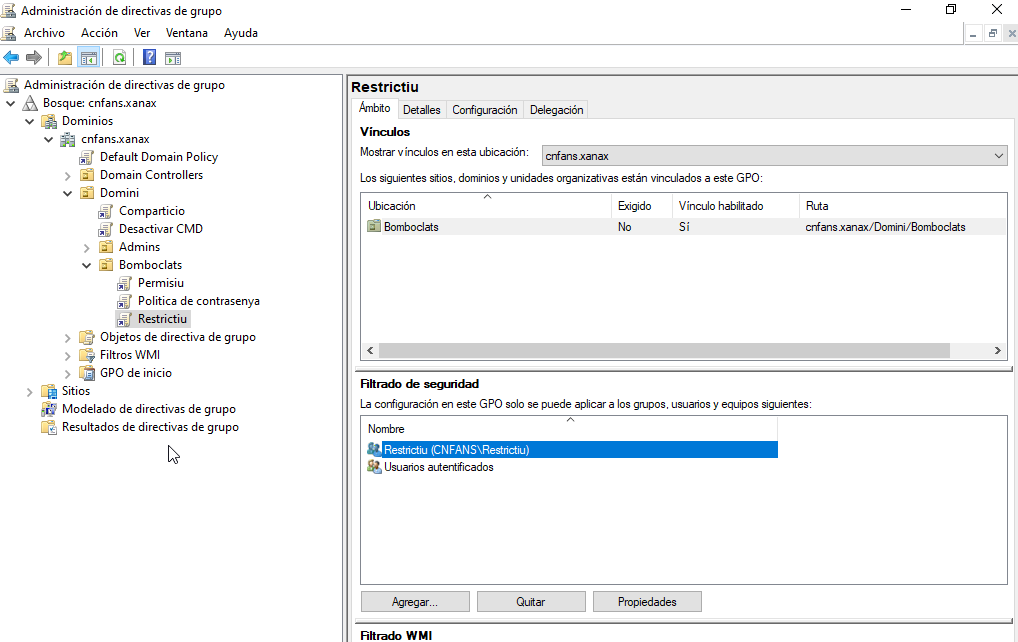 Administración de directivas de grupo
Archivo Acción Ver Ventana Ayuda
Administración de directivas de grupo
Bosque: cnfans.xanax
Dominios
cnfans.xanax
Default Domain Policy
Domain Controllers
Domini
Comparticio
Desactivar CMD
Admins
Bomboclats
Permisiu
Politica de contrasenya
Restrictiu
Objetos de directiva de grupo
Filtros WMI
GPO de inicio
Sitios
Modelado de directivas de grupo
Resultados de directivas de grupo
Restrictiu
Ámbito Detalles Configuración Delegación
Vínculos
Mostrar vínculos en esta ubicación: cnfans.xanax
Los siguientes sitios, dominios y unidades organizativas están vinculados a este GPO:
Ubicación Exigido Vínculo habilitado Ruta
Bomboclats No Sí cnfans.xanax/Domini/Bomboclats
Filtrado de seguridad
La configuración en este GPO solo se puede aplicar a los grupos, usuarios y equipos siguientes:
Nombre
Restrictiu (CNFANS\Restrictiu)
Usuarios autentificados
Agregar... Quitar Propiedades
Filtrado WMI